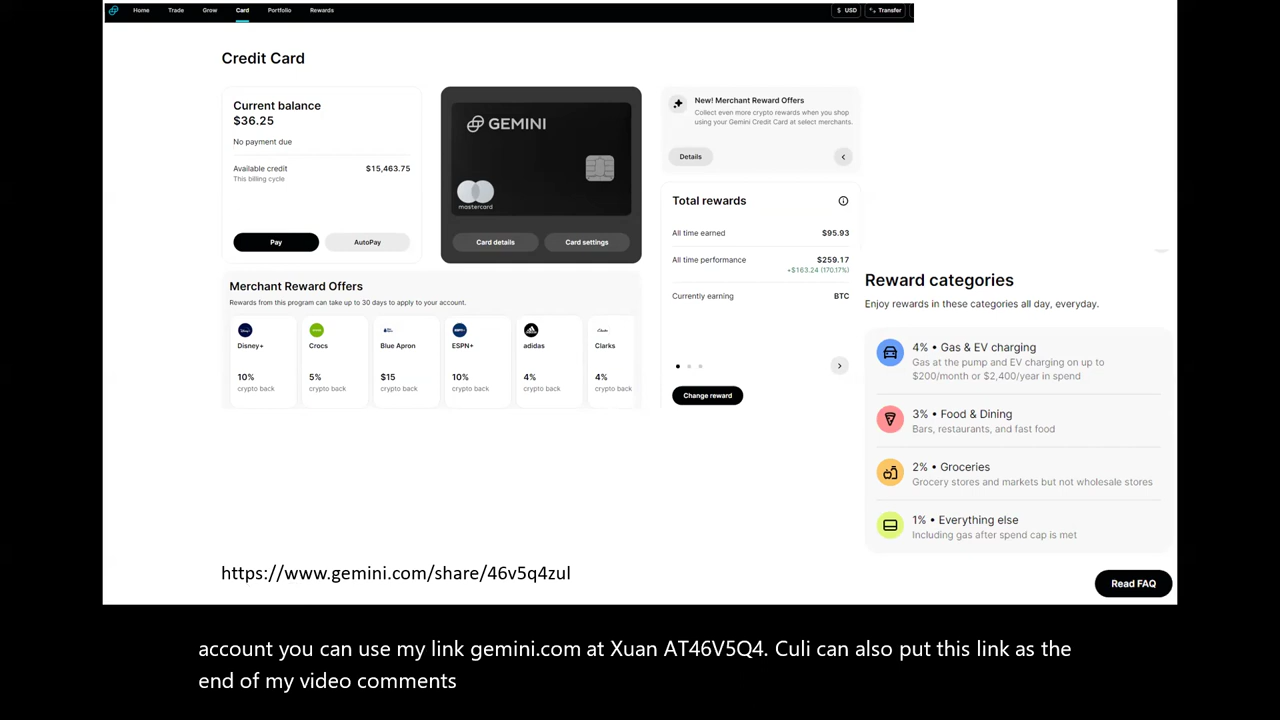 Home Trade Grow Card Portfolio Rewards $ USD Transfer
Credit Card
Current balance
$36.25
No payment due
Available credit $15,463.75
This billing cycle
Pay AutoPay
GEMINI
mastercard
Card details Card settings
New! Merchant Reward Offers
Collect even more crypto rewards when you shop
using your Gemini Credit Card at select merchants.
Details
Total rewards
All time earned $95.93
All time performance $259.17
+$163.24 (170.17%)
Currently earning BTC
Change reward
Merchant Reward Offers
Rewards from this program can take up to 30 days to apply to your account.
Disney+ Crocs Blue Apron ESPN+ adidas Clarks
10% 5% $15 10% 4% 4%
crypto back crypto back crypto back crypto back crypto back crypto back
Reward categories
Enjoy rewards in these categories all day, everyday.
4% • Gas & EV charging
Gas at the pump and EV charging on up to
$200/month or $2,400/year in spend
3% • Food & Dining
Bars, restaurants, and fast food
2% • Groceries
Grocery stores and markets but not wholesale stores
1% • Everything else
Including gas after spend cap is met
Read FAQ
https://www.gemini.com/share/46v5q4zul
account you can use my link gemini.com at Xuan AT46V5Q4. Culi can also put this link as the
end of my video comments